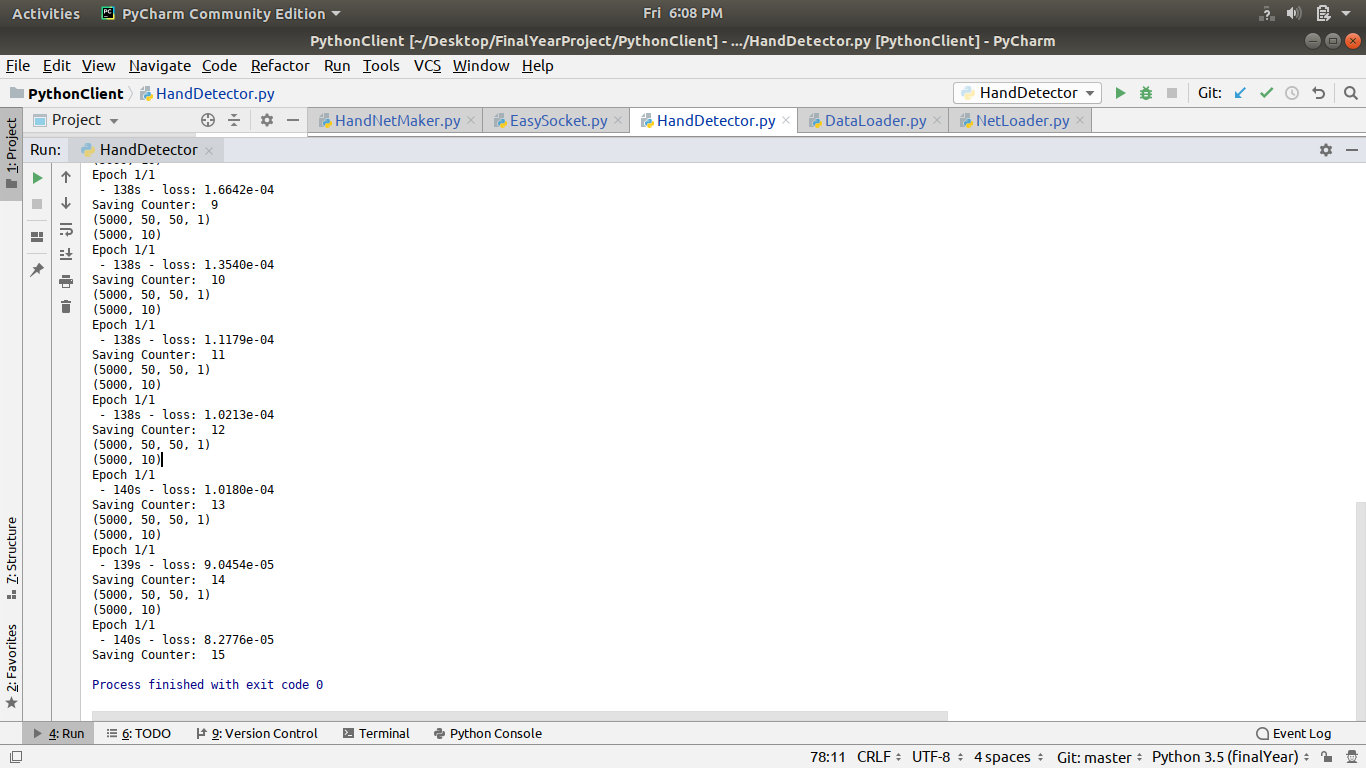 Activities PyCharm Community Edition Fri 6:08 PM
PythonClient [~/Desktop/FinalYearProject/PythonClient] - .../HandDetector.py [PythonClient] - PyCharm
File Edit View Navigate Code Refactor Run Tools VCS Window Help
PythonClient HandDetector.py HandDetector Git:
Project HandNetMaker.py EasySocket.py HandDetector.py DataLoader.py NetLoader.py
Run: HandDetector
1: Project
7: Structure
2: Favorites
Epoch 1/1
- 138s - loss: 1.6642e-04
Saving Counter:  9
(5000, 50, 50, 1)
(5000, 10)
Epoch 1/1
- 138s - loss: 1.3540e-04
Saving Counter:  10
(5000, 50, 50, 1)
(5000, 10)
Epoch 1/1
- 138s - loss: 1.1179e-04
Saving Counter:  11
(5000, 50, 50, 1)
(5000, 10)
Epoch 1/1
- 138s - loss: 1.0213e-04
Saving Counter:  12
(5000, 50, 50, 1)
(5000, 10)
Epoch 1/1
- 140s - loss: 1.0180e-04
Saving Counter:  13
(5000, 50, 50, 1)
(5000, 10)
Epoch 1/1
- 139s - loss: 9.0454e-05
Saving Counter:  14
(5000, 50, 50, 1)
(5000, 10)
Epoch 1/1
- 140s - loss: 8.2776e-05
Saving Counter:  15
Process finished with exit code 0
4: Run 6: TODO 9: Version Control Terminal Python Console Event Log
78:11 CRLF UTF-8 4 spaces Git: master Python 3.5 (finalYear)